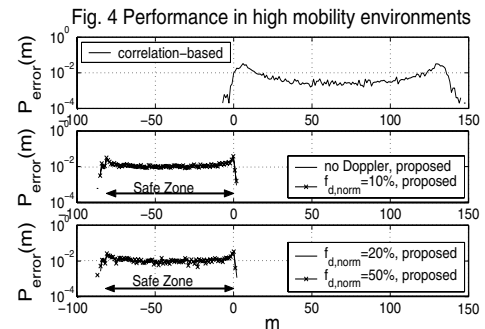 Fig. 4 Performance in high mobility environments
P_error(m)
10^0
10^-2
10^-4
correlation-based
-50 0 50 100 150
P_error(m)
10^0
10^-2
10^-4
no Doppler, proposed
f_d,norm=10%, proposed
Safe Zone
-100 -50 0 50 100 150
P_error(m)
10^0
10^-2
10^-4
f_d,norm=20%, proposed
f_d,norm=50%, proposed
Safe Zone
-100 -50 0 50 100 150
m